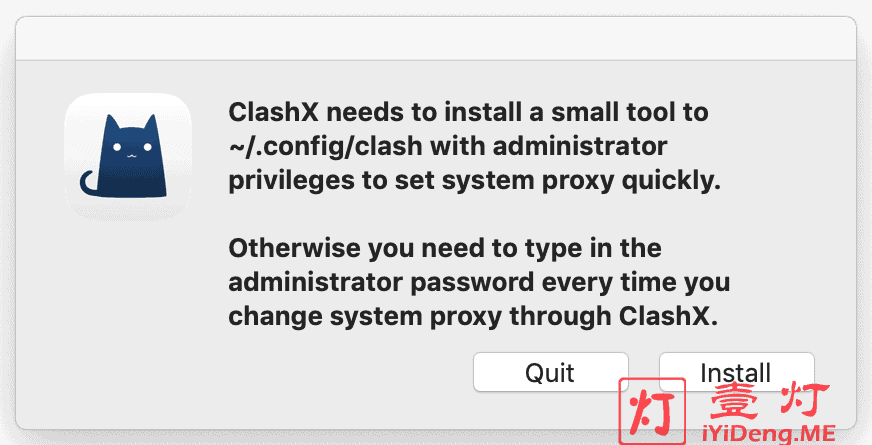 ClashX needs to install a small tool to
~/.config/clash with administrator
privileges to set system proxy quickly.
Otherwise you need to type in the
administrator password every time you
change system proxy through ClashX.
Quit
Install
灯
壹灯
iYiDeng.ME